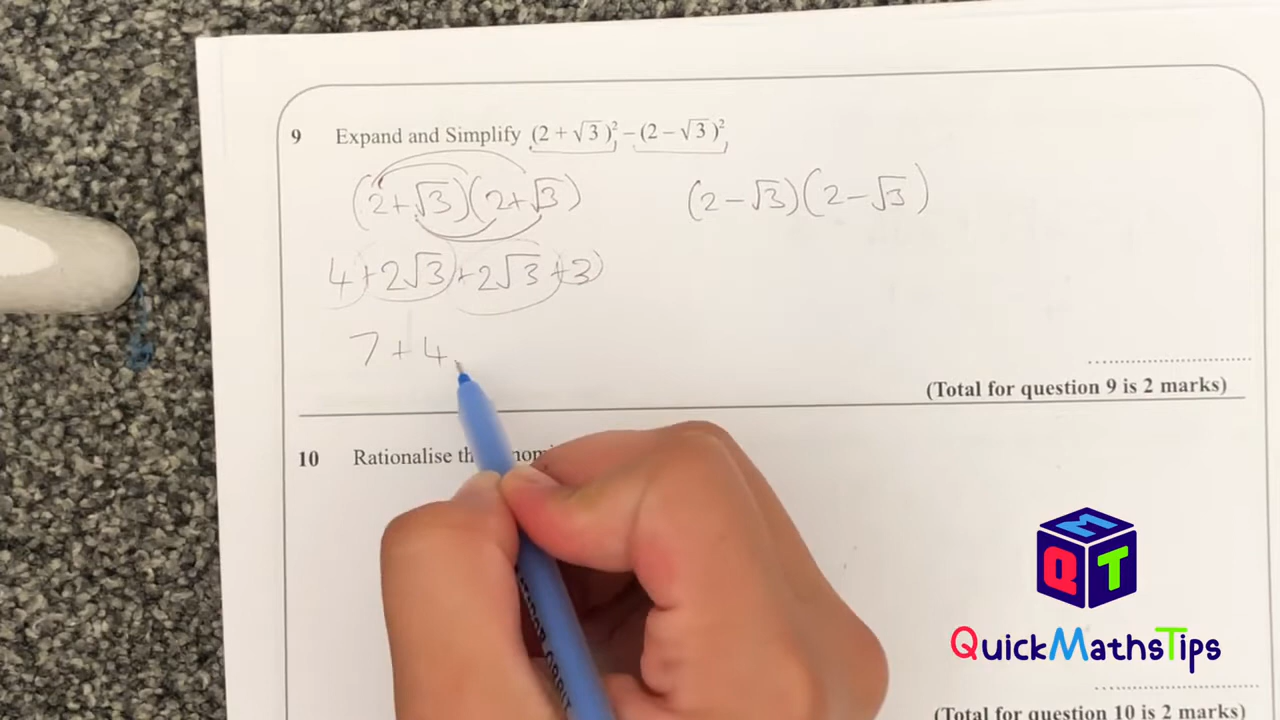 9 Expand and Simplify (2 + √3)² − (2 − √3)²
(2+√3)(2+√3) (2−√3)(2−√3)
4+2√3+2√3+3
7+4
(Total for question 9 is 2 marks)
10 Rationalise
M
Q T
QuickMathsTips
(Total for question 10 is 2 marks)